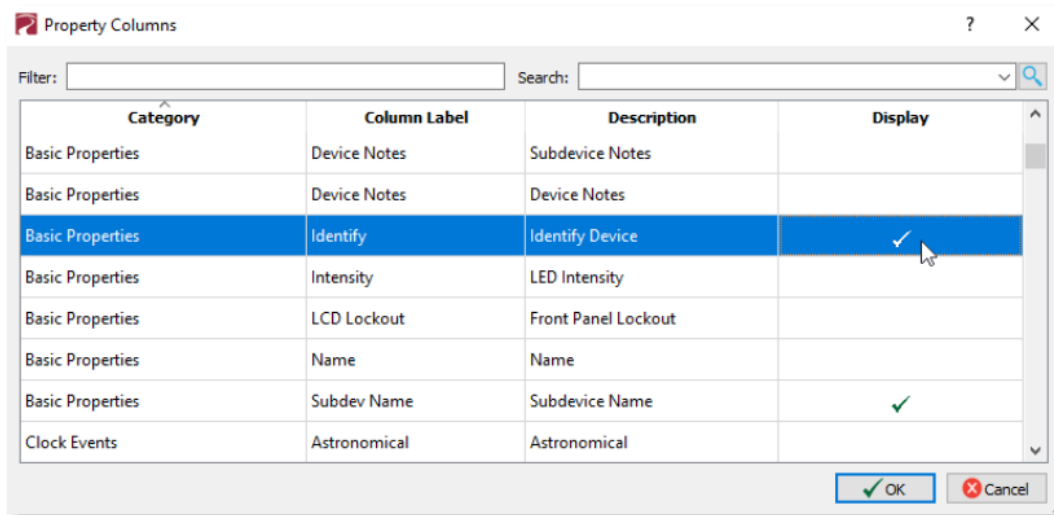 Property Columns ?
Filter: Search:
Category Column Label Description Display
Basic Properties Device Notes Subdevice Notes
Basic Properties Device Notes Device Notes
Basic Properties Identify Identify Device
Basic Properties Intensity LED Intensity
Basic Properties LCD Lockout Front Panel Lockout
Basic Properties Name Name
Basic Properties Subdev Name Subdevice Name
Clock Events Astronomical Astronomical
OK Cancel